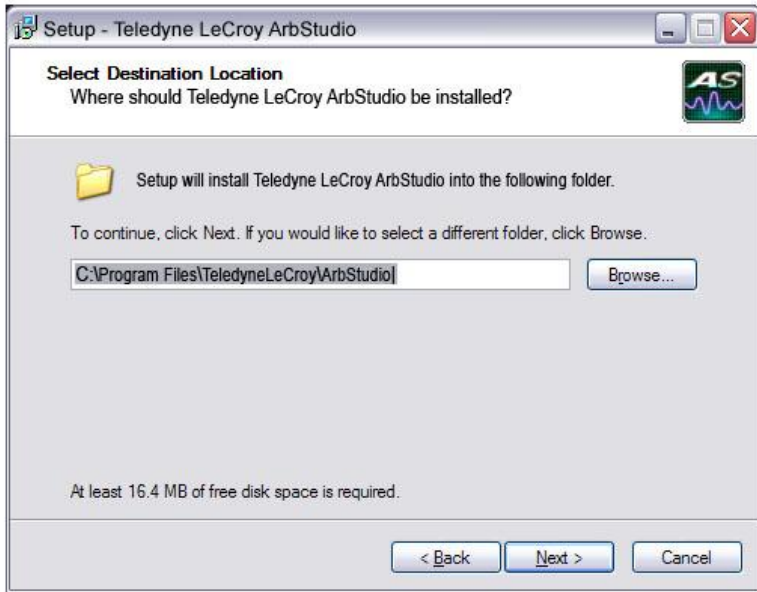 Setup - Teledyne LeCroy ArbStudio
Select Destination Location
Where should Teledyne LeCroy ArbStudio be installed?
AS
Setup will install Teledyne LeCroy ArbStudio into the following folder.
To continue, click Next. If you would like to select a different folder, click Browse.
C:\Program Files\TeledyneLeCroy\ArbStudio
Browse...
At least 16.4 MB of free disk space is required.
< Back
Next >
Cancel